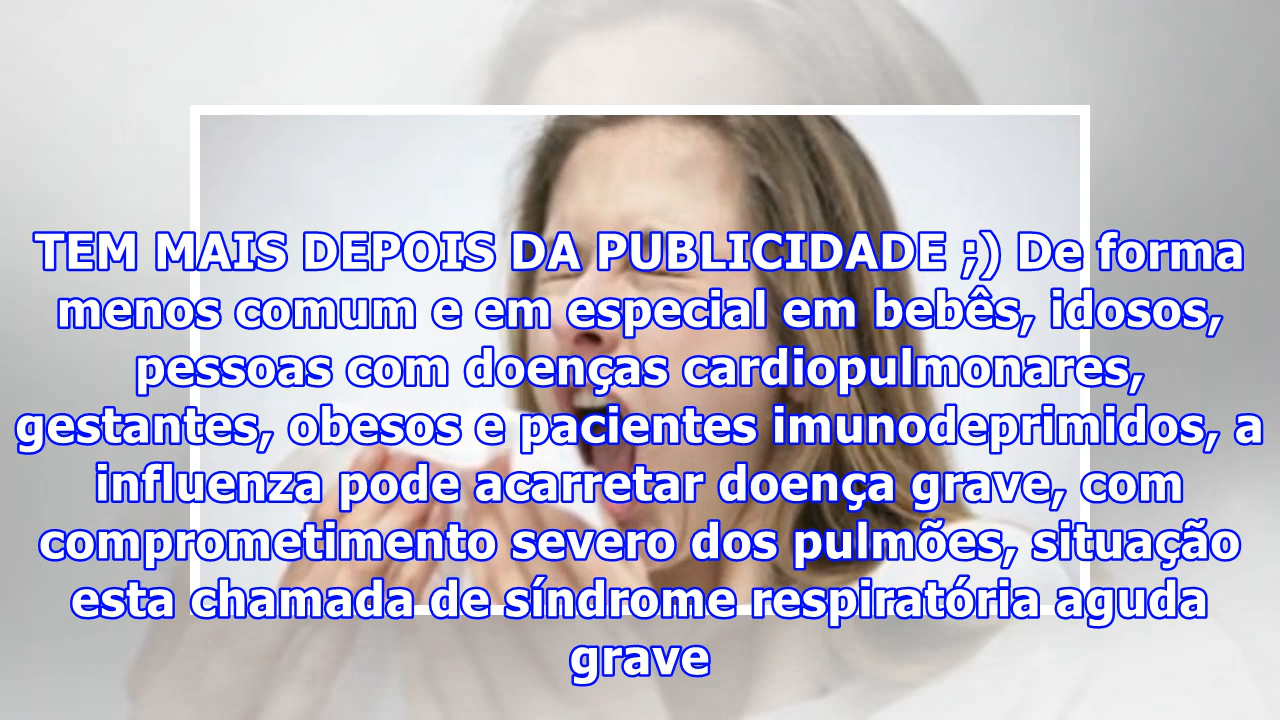 TEM MAIS DEPOIS DA PUBLICIDADE ;) De forma
menos comum e em especial em bebês, idosos,
pessoas com doenças cardiopulmonares,
gestantes, obesos e pacientes imunodeprimidos, a
influenza pode acarretar doença grave, com
comprometimento severo dos pulmões, situação
esta chamada de síndrome respiratória aguda
grave